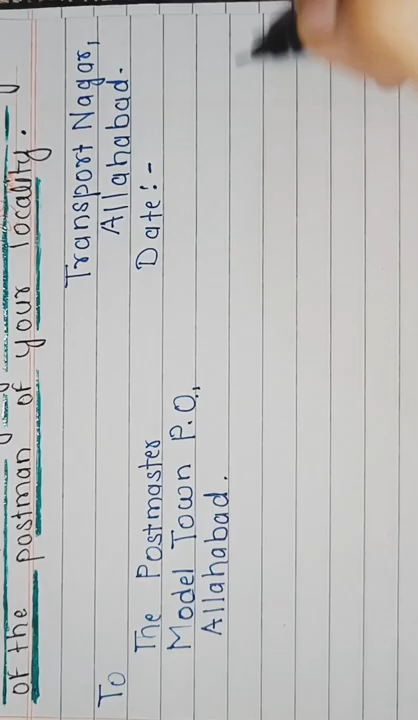 of the postman of your locality.
Transport Nagar,
Allahabad.
Date:-
To
The Postmaster
Model Town P.O.,
Allahabad.